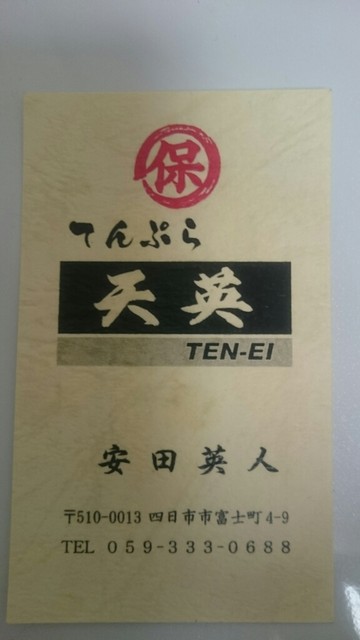 保
てんぷら
天英
TEN-EI
安田英人
〒510-0013 四日市市富士町4-9
TEL 059-333-0688